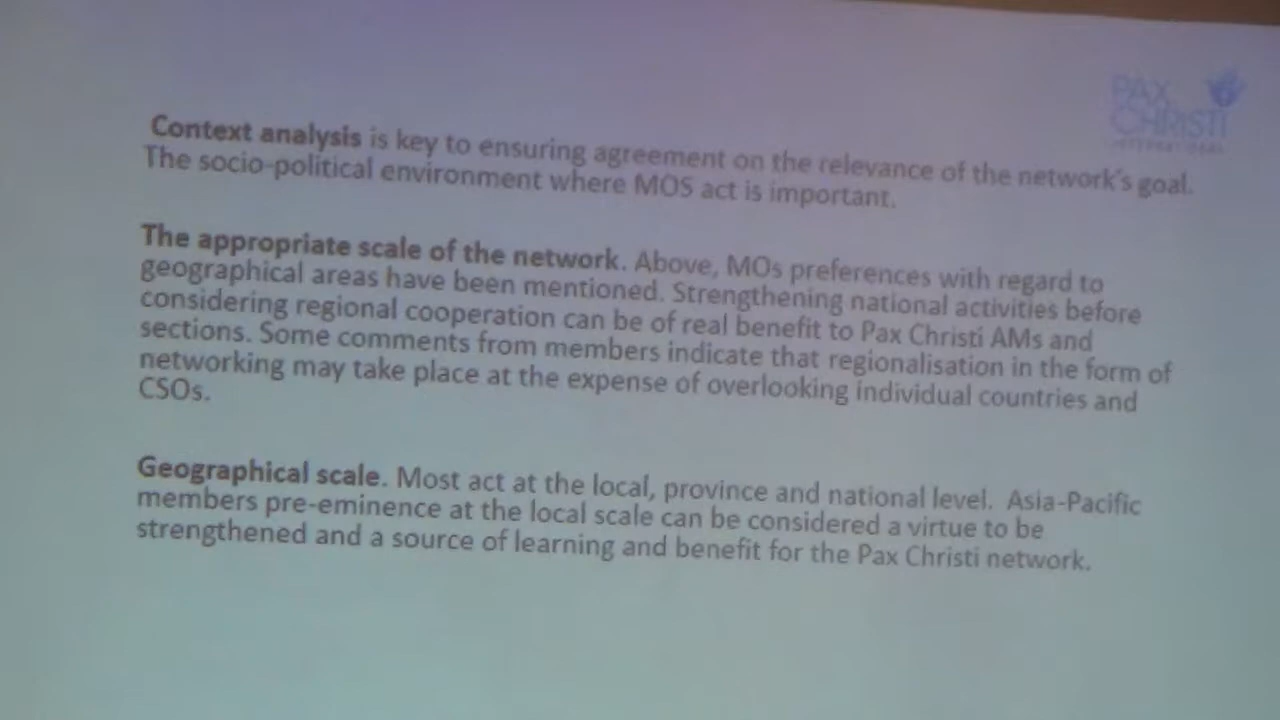 PAX
CHRISTI
INTERNATIONAL
Context analysis is key to ensuring agreement on the relevance of the network's goal.
The socio-political environment where MOS act is important.
The appropriate scale of the network. Above, MOs preferences with regard to
geographical areas have been mentioned. Strengthening national activities before
considering regional cooperation can be of real benefit to Pax Christi AMs and
sections. Some comments from members indicate that regionalisation in the form of
networking may take place at the expense of overlooking individual countries and
CSOs.
Geographical scale. Most act at the local, province and national level. Asia-Pacific
members pre-eminence at the local scale can be considered a virtue to be
strengthened and a source of learning and benefit for the Pax Christi network.